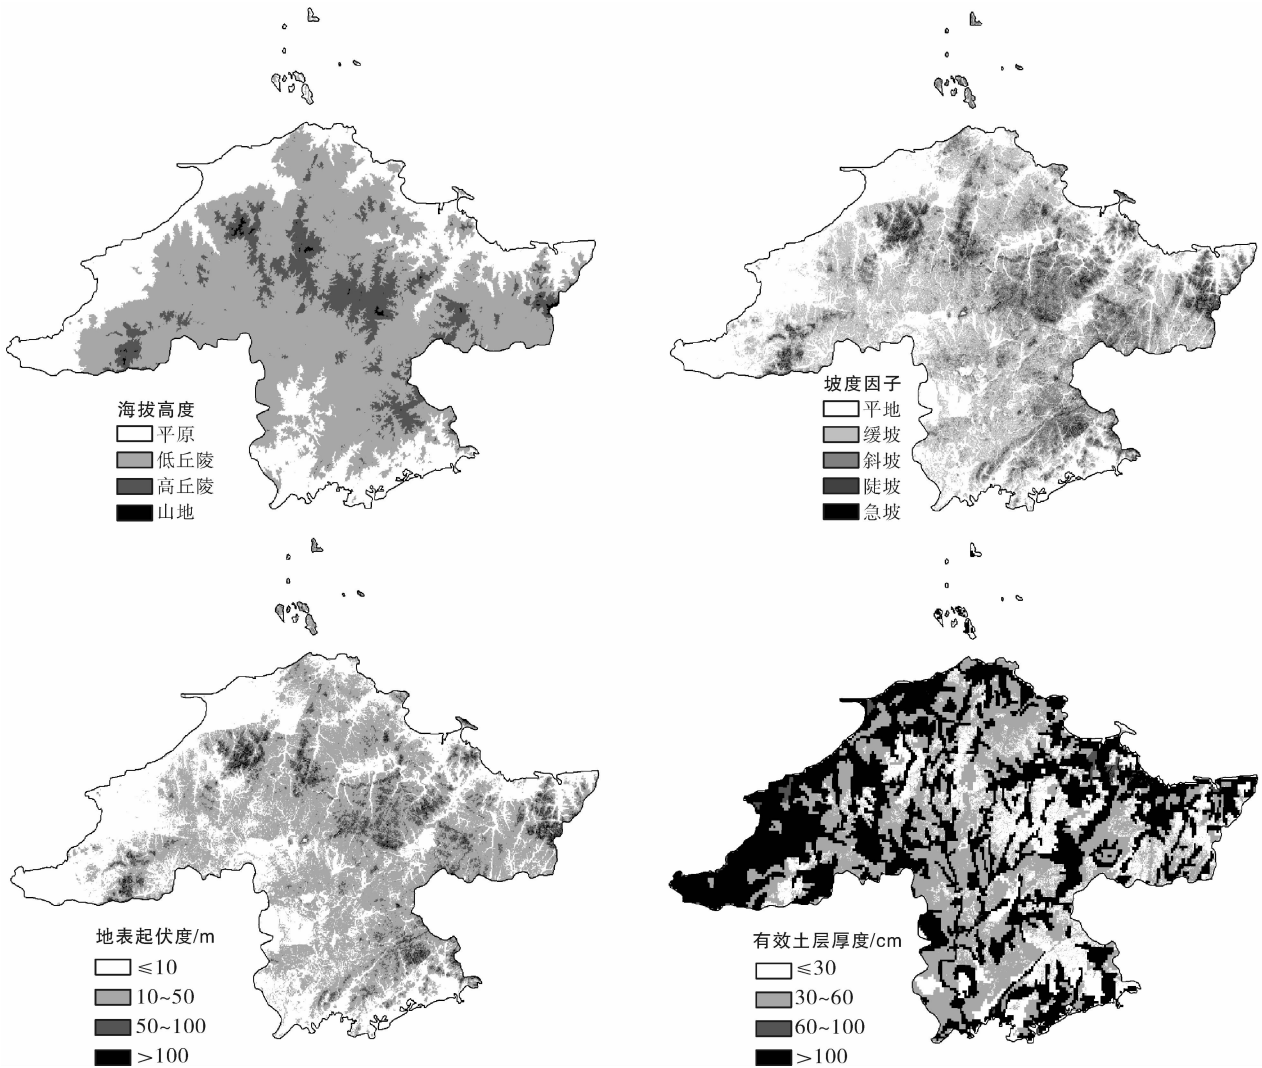 海拔高度
平原
低丘陵
高丘陵
山地
坡度因子
平地
缓坡
斜坡
陡坡
急坡
地表起伏度/m
≤10
10~50
50~100
>100
有效土层厚度/cm
≤30
30~60
60~100
>100